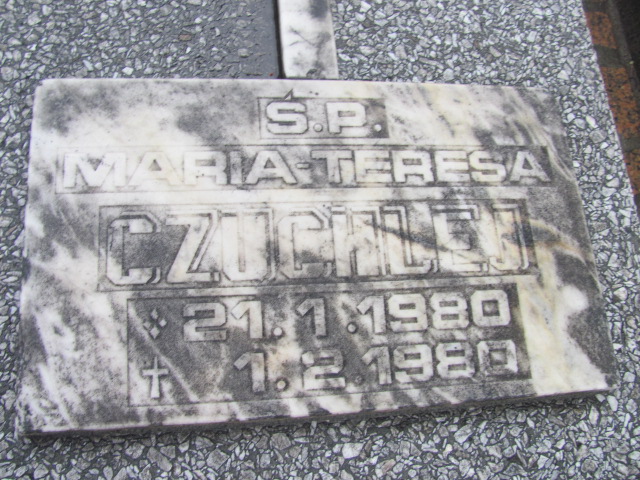 Ś.P.
MARIA-TERESA
CZUCHLEJ
21.1.1980
1.2.1980